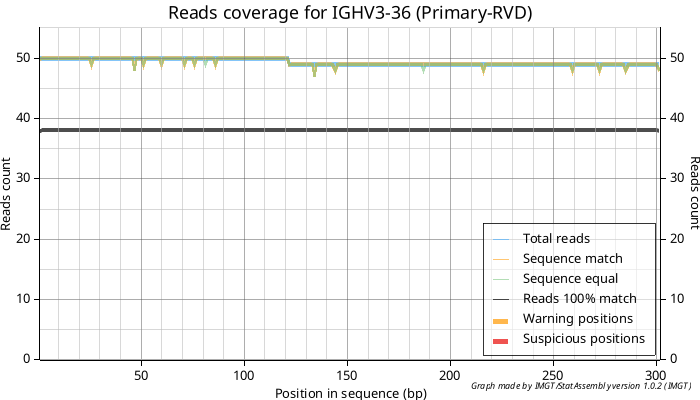 Reads coverage for IGHV3-36 (Primary-RVD)
50 50
40 40
30 30
20 20
10 10
0 0
Reads count
Reads count
Total reads
Sequence match
Sequence equal
Reads 100% match
Warning positions
Suspicious positions
50 100 150 200 250 300
Position in sequence (bp)
Graph made by IMGT/StatAssembly version 1.0.2 (IMGT)